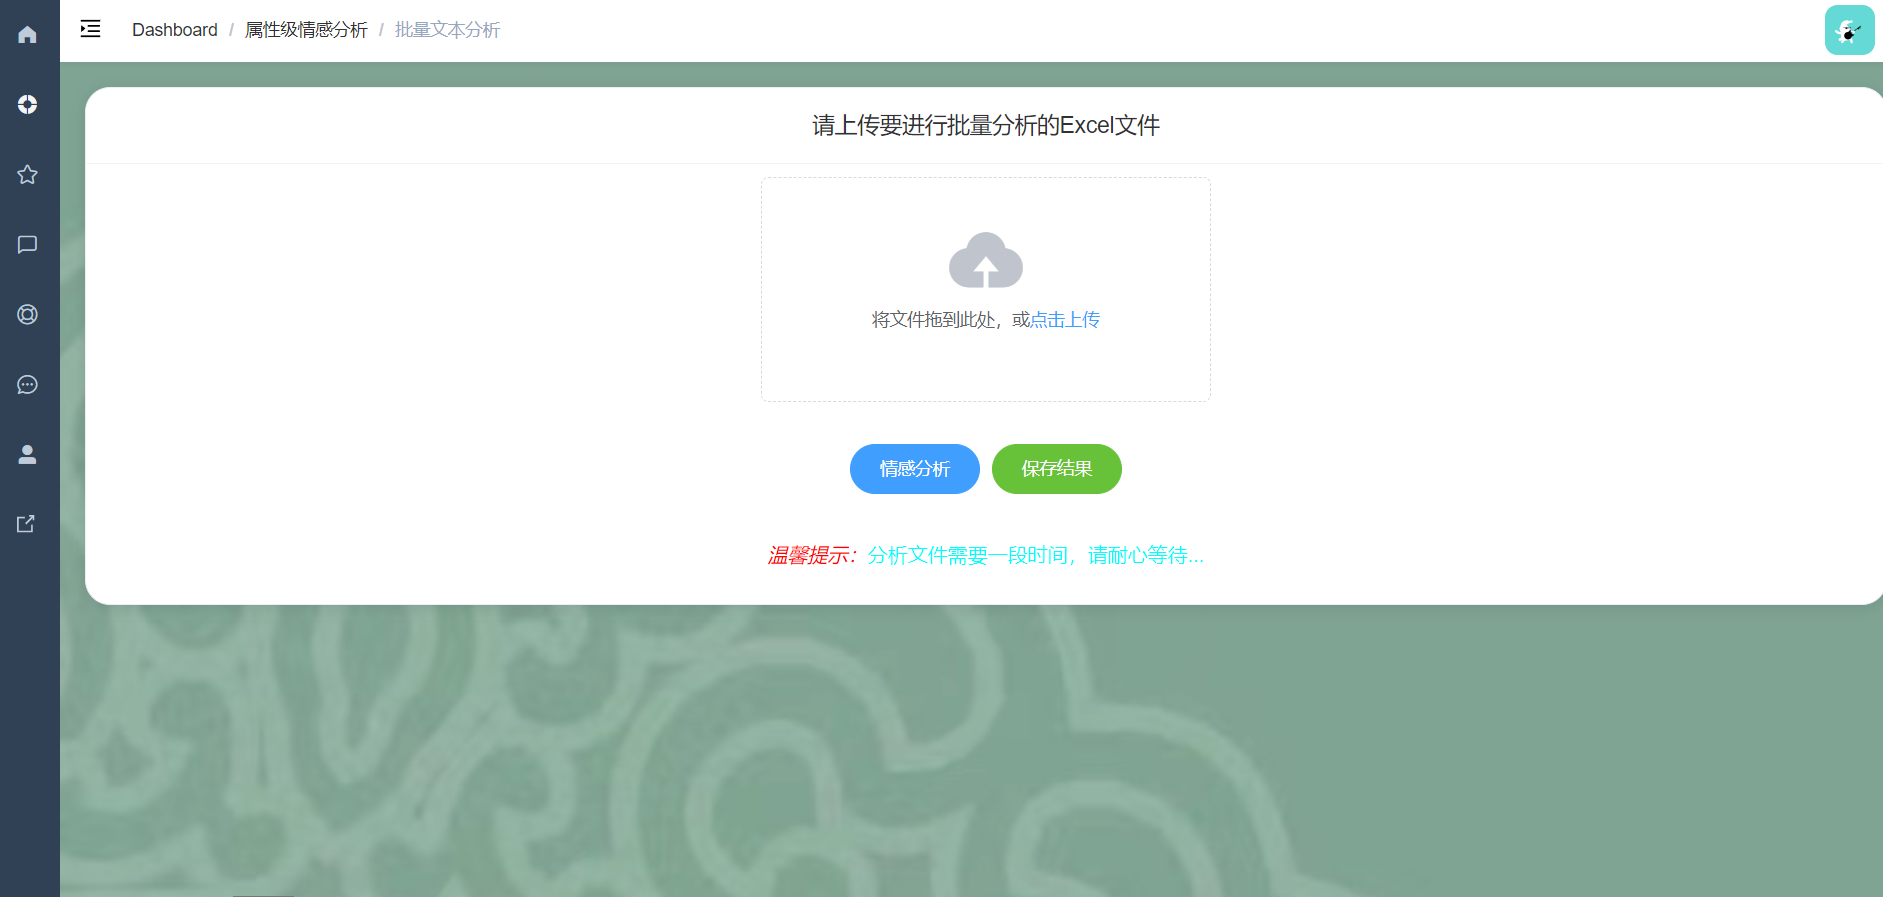 Dashboard / 属性级情感分析 / 批量文本分析
请上传要进行批量分析的Excel文件
将文件拖到此处，或点击上传
情感分析 保存结果
温馨提示：分析文件需要一段时间，请耐心等待...